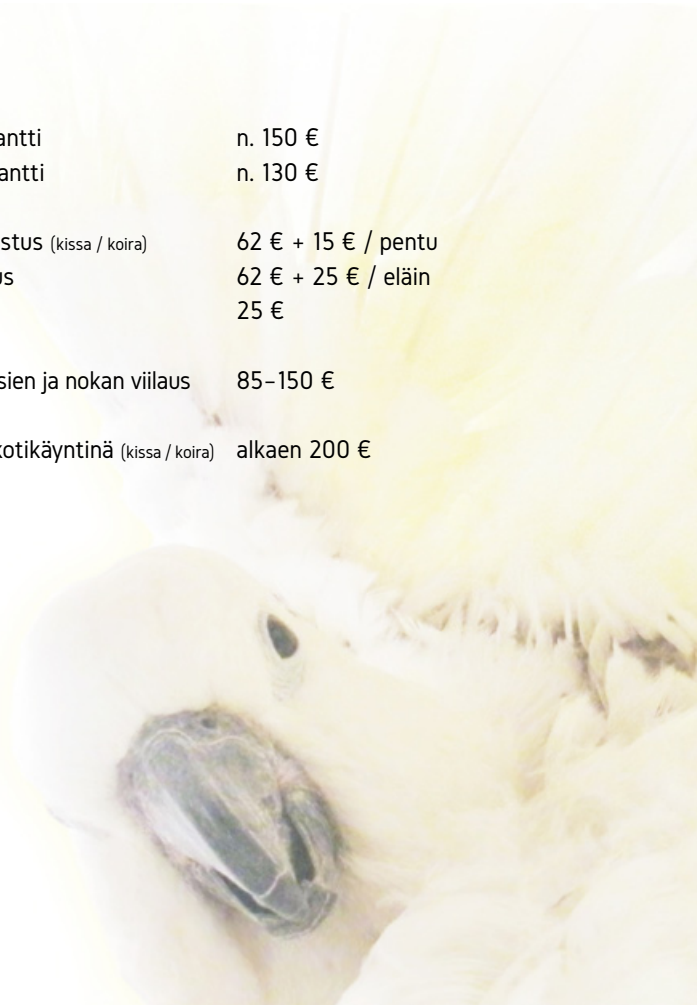 antti n. 150 €
antti n. 130 €
stus (kissa / koira) 62 € + 15 € / pentu
us 62 € + 25 € / eläin
25 €
sien ja nokan viilaus 85–150 €
kotikäyntinä (kissa / koira) alkaen 200 €